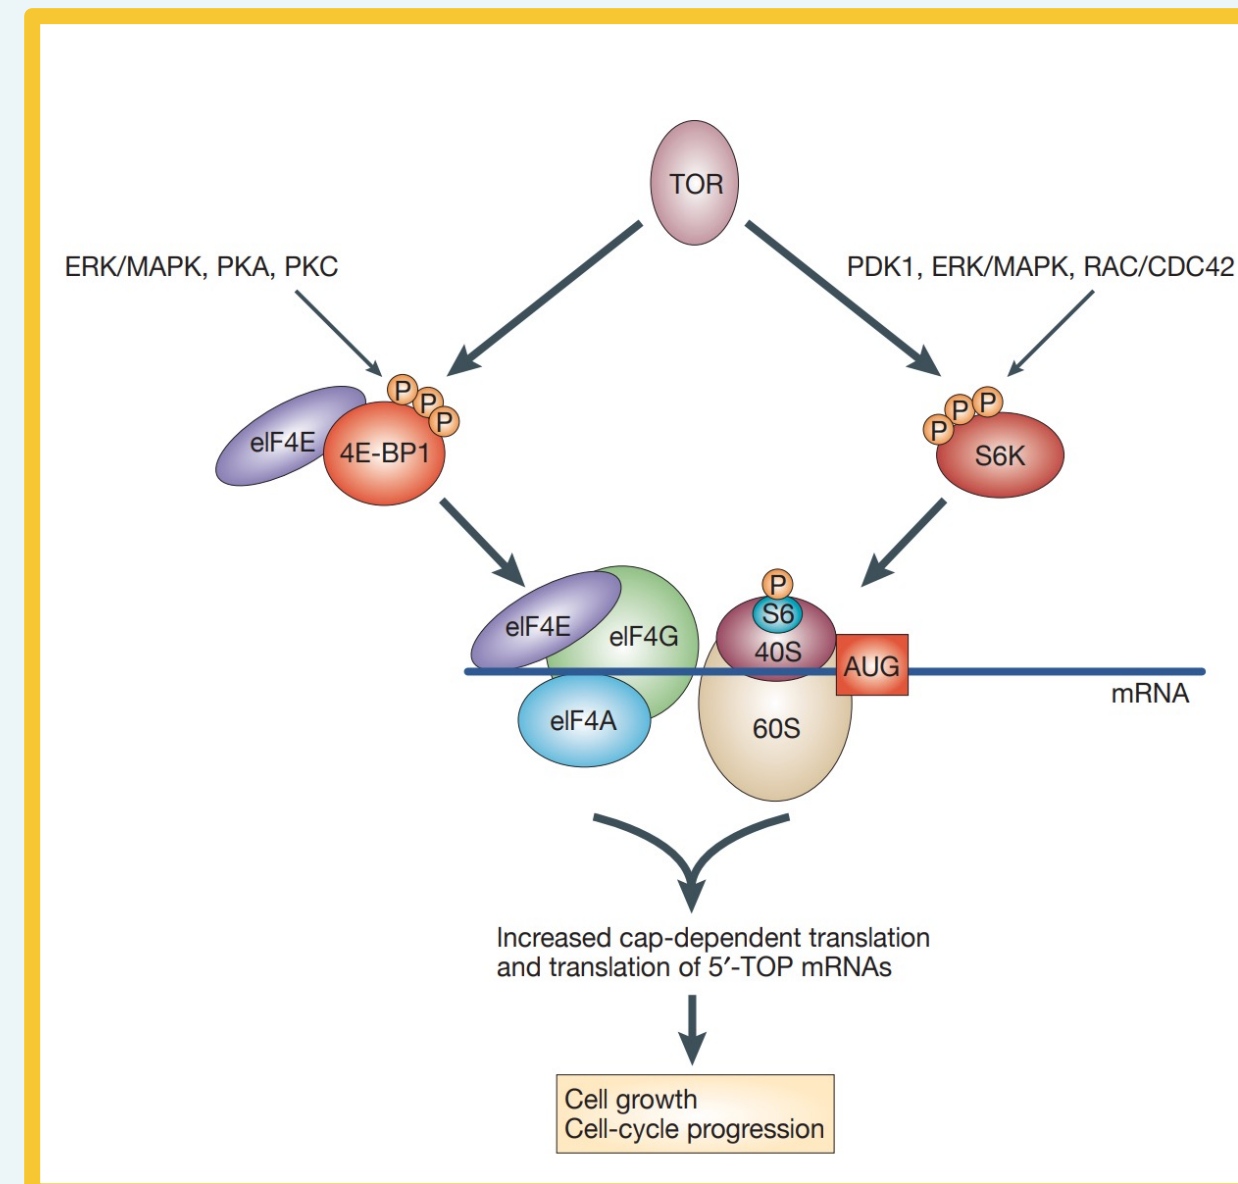 TOR
ERK/MAPK, PKA, PKC
PDK1, ERK/MAPK, RAC/CDC42
P
P
P
eIF4E
4E-BP1
P
P
P
S6K
eIF4E
eIF4G
eIF4A
P
S6
40S
60S
AUG
mRNA
Increased cap-dependent translation
and translation of 5′-TOP mRNAs
Cell growth
Cell-cycle progression